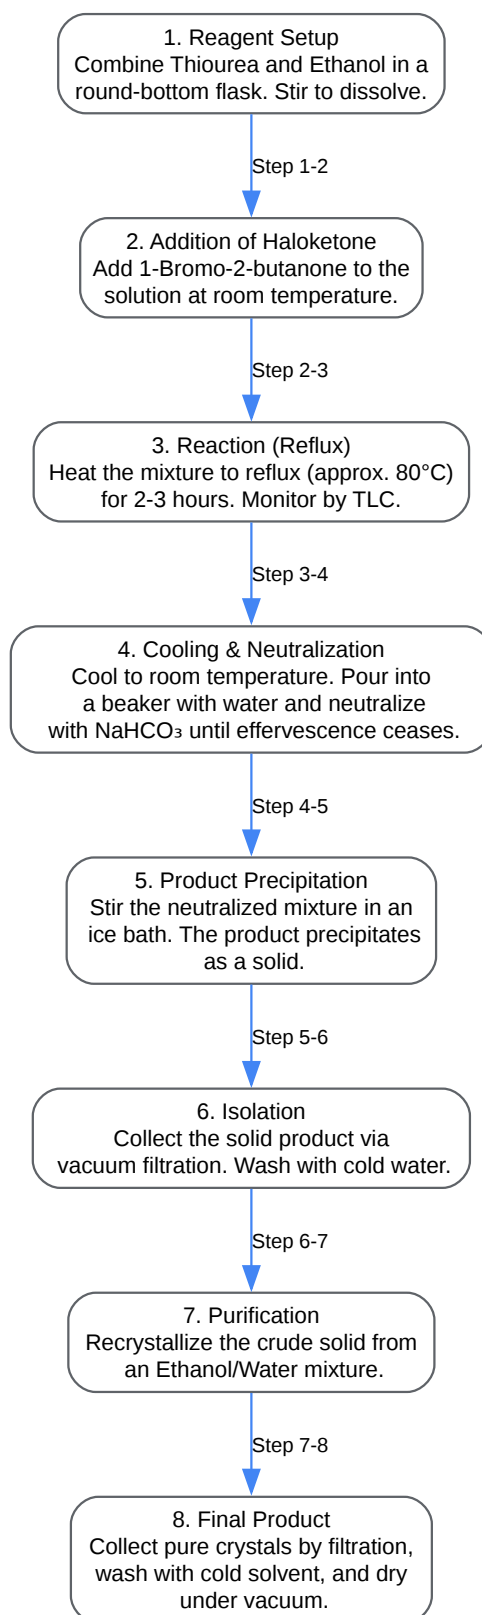 1. Reagent Setup
Combine Thiourea and Ethanol in a
round-bottom flask. Stir to dissolve.
Step 1-2
2. Addition of Haloketone
Add 1-Bromo-2-butanone to the
solution at room temperature.
Step 2-3
3. Reaction (Reflux)
Heat the mixture to reflux (approx. 80°C)
for 2-3 hours. Monitor by TLC.
Step 3-4
4. Cooling & Neutralization
Cool to room temperature. Pour into
a beaker with water and neutralize
with NaHCO₃ until effervescence ceases.
Step 4-5
5. Product Precipitation
Stir the neutralized mixture in an
ice bath. The product precipitates
as a solid.
Step 5-6
6. Isolation
Collect the solid product via
vacuum filtration. Wash with cold water.
Step 6-7
7. Purification
Recrystallize the crude solid from
an Ethanol/Water mixture.
Step 7-8
8. Final Product
Collect pure crystals by filtration,
wash with cold solvent, and dry
under vacuum.